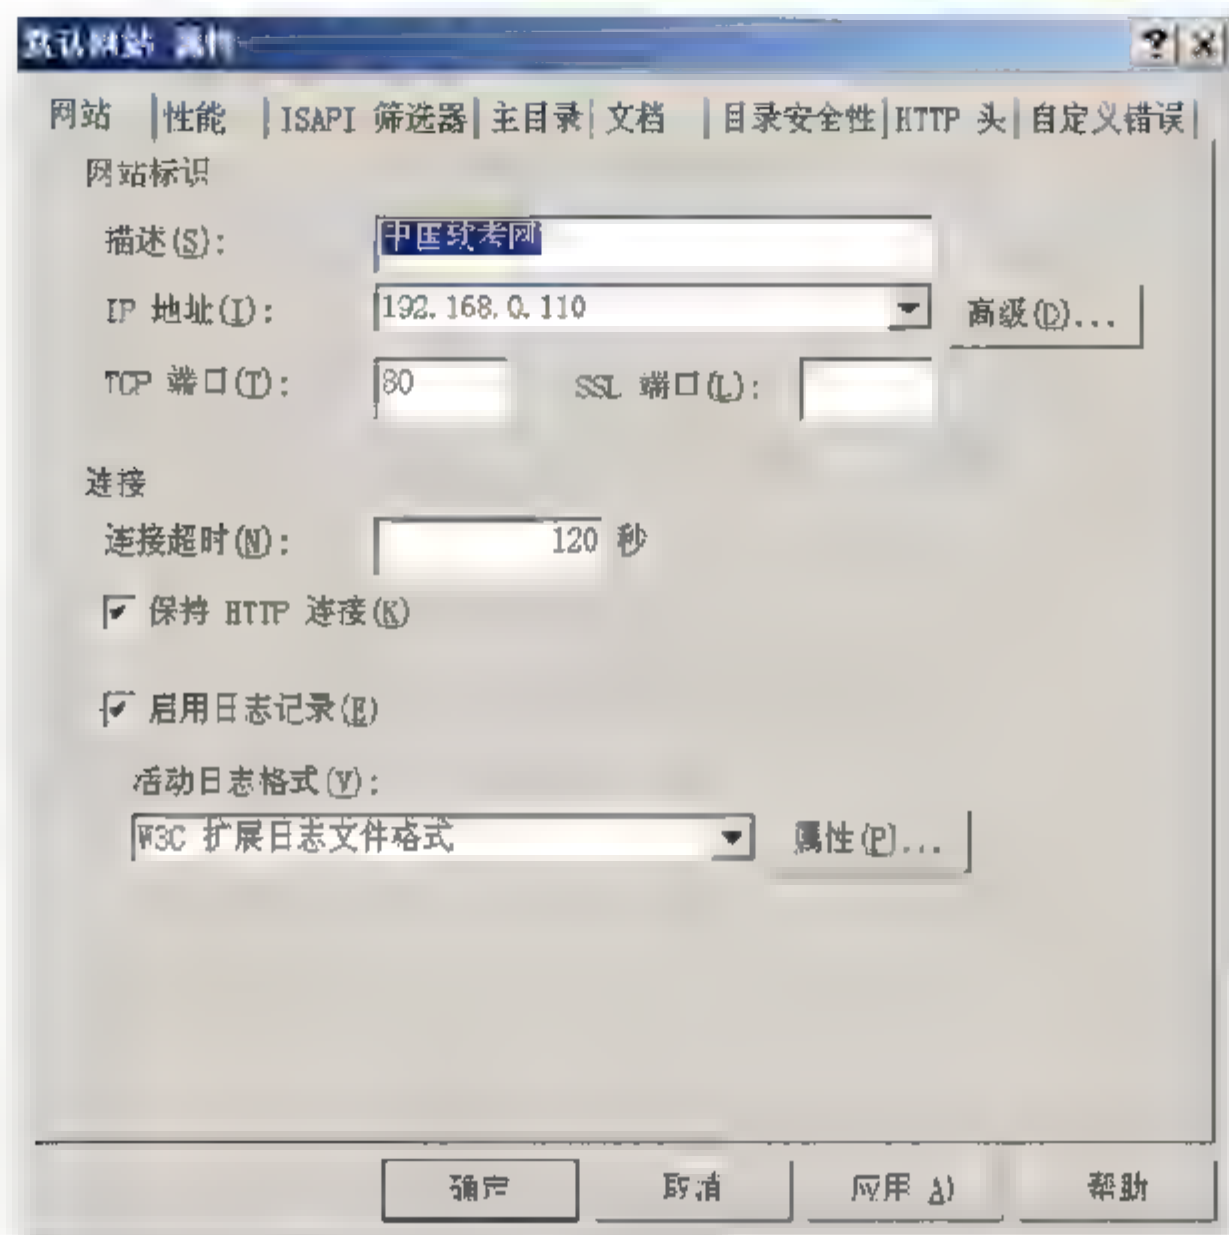 默认网站 属性
网站 性能 ISAPI 筛选器 主目录 文档 目录安全性 HTTP 头 自定义错误
网站标识
描述(S): 中国软考网
IP 地址(I): 192.168.0.110 高级(D)...
TCP 端口(T): 80 SSL 端口(L):
连接
连接超时(N): 120 秒
保持 HTTP 连接(K)
启用日志记录(E)
活动日志格式(V):
W3C 扩展日志文件格式 属性(P)...
确定 取消 应用 A) 帮助